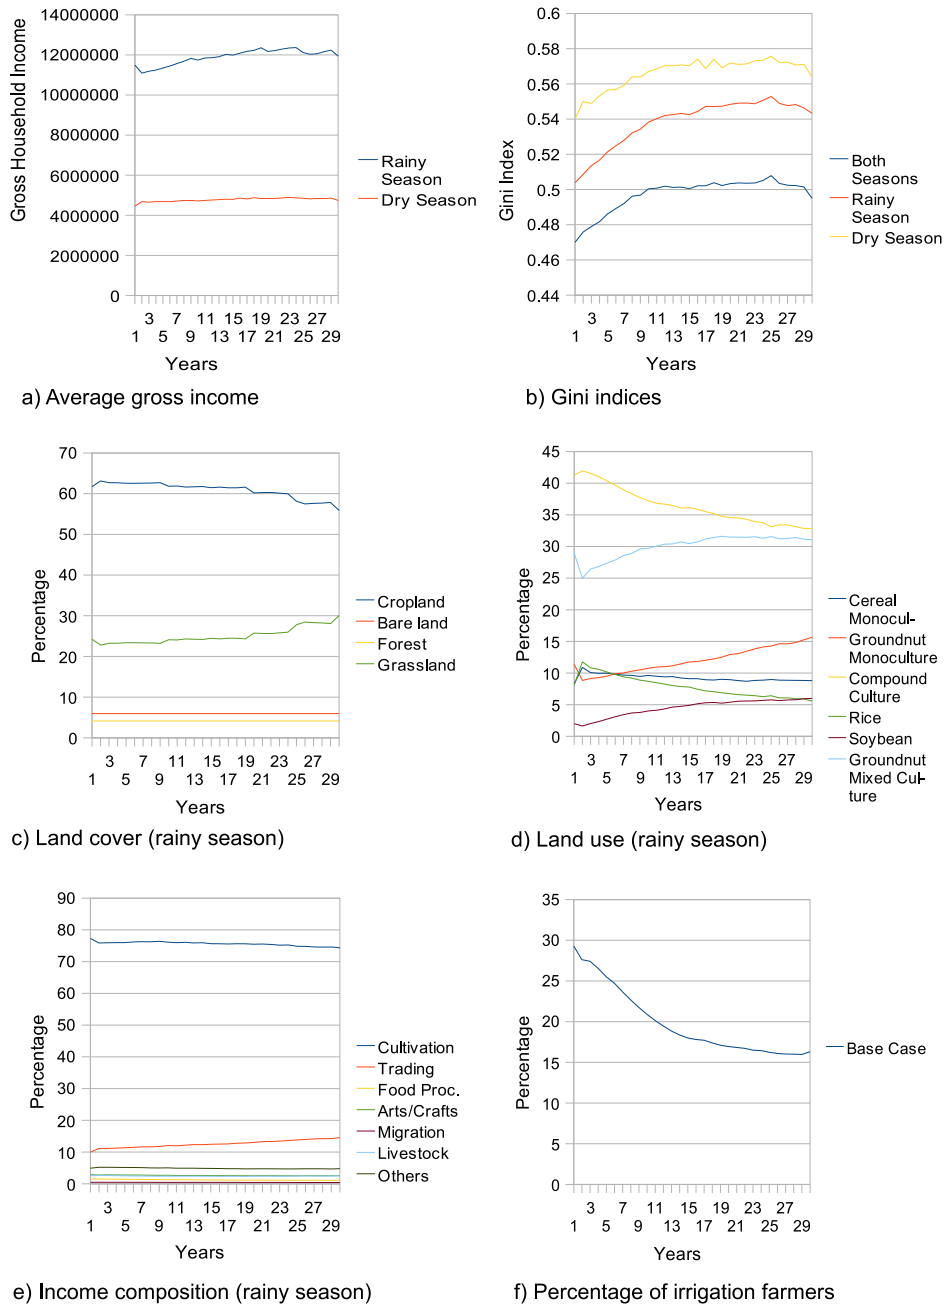 14000000
12000000
10000000
8000000
6000000
4000000
2000000
0
Gross Household Income
Rainy
Season
Dry Season
3 7 11 15 19 23 27
1 5 9 13 17 21 25 29
Years
a) Average gross income
0.6
0.58
0.56
0.54
0.52
0.5
0.48
0.46
0.44
Gini Index
Both
Seasons
Rainy
Season
Dry Season
3 7 11 15 19 23 27
1 5 9 13 17 21 25 29
Years
b) Gini indices
70
60
50
40
30
20
10
0
Percentage
Cropland
Bare land
Forest
Grassland
3 7 11 15 19 23 27
1 5 9 13 17 21 25 29
Years
c) Land cover (rainy season)
45
40
35
30
25
20
15
10
5
0
Percentage
Cereal
Monocul-
Groundnut
Monoculture
Compound
Culture
Rice
Soybean
Groundnut
Mixed Cul-
ture
3 7 11 15 19 23 27
1 5 9 13 17 21 25 29
Years
d) Land use (rainy season)
90
80
70
60
50
40
30
20
10
0
Percentage
Cultivation
Trading
Food Proc.
Arts/Crafts
Migration
Livestock
Others
3 7 11 15 19 23 27
1 5 9 13 17 21 25 29
Years
e) Income composition (rainy season)
35
30
25
20
15
10
5
0
Percentage
Base Case
3 7 11 15 19 23 27
1 5 9 13 17 21 25 29
Years
f) Percentage of irrigation farmers